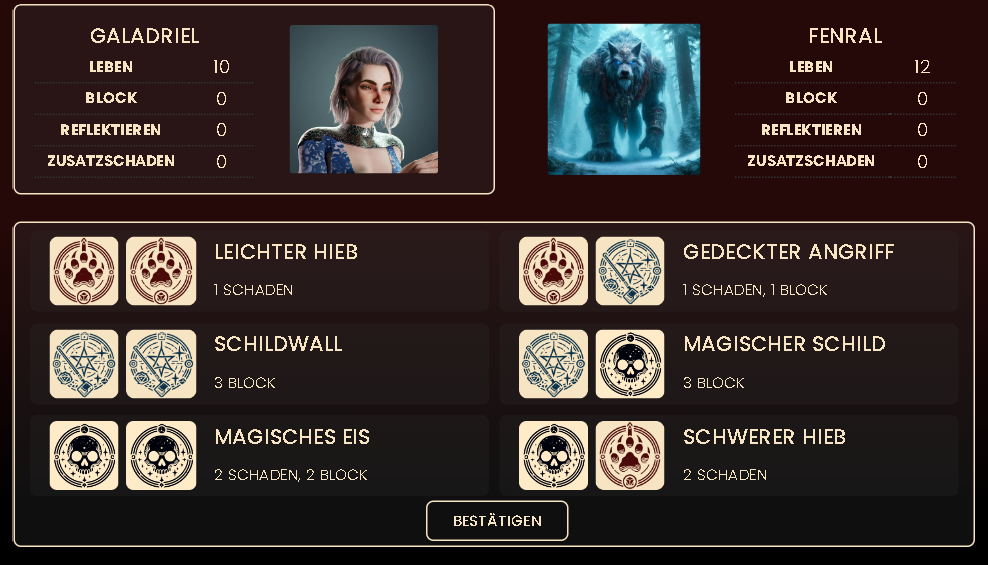 GALADRIEL
LEBEN 10
BLOCK 0
REFLEKTIEREN 0
ZUSATZSCHADEN 0
FENRAL
LEBEN 12
BLOCK 0
REFLEKTIEREN 0
ZUSATZSCHADEN 0
LEICHTER HIEB
1 SCHADEN
GEDECKTER ANGRIFF
1 SCHADEN, 1 BLOCK
SCHILDWALL
3 BLOCK
MAGISCHER SCHILD
3 BLOCK
MAGISCHES EIS
2 SCHADEN, 2 BLOCK
SCHWERER HIEB
2 SCHADEN
BESTÄTIGEN